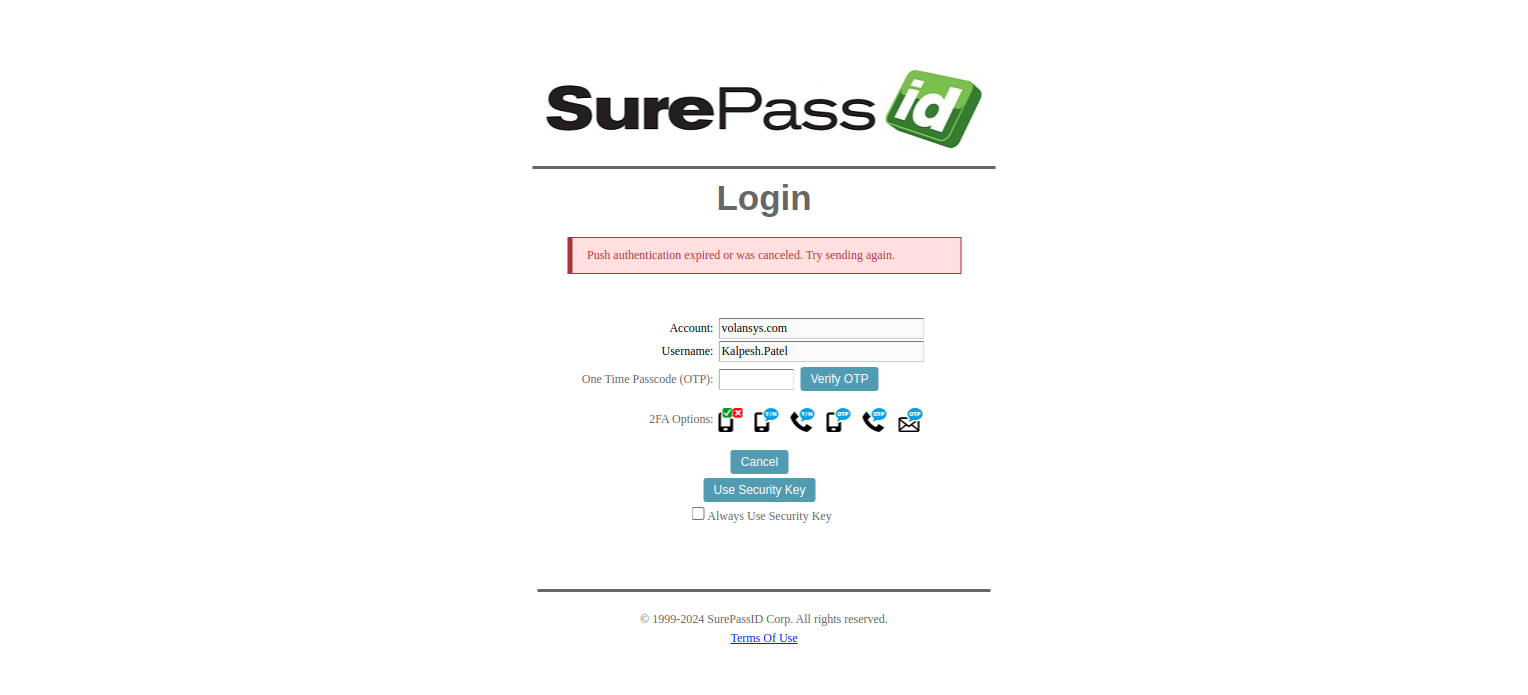 SurePass id
Login
Push authentication expired or was canceled. Try sending again.
Account: volansys.com
Username: Kalpesh.Patel
One Time Passcode (OTP): Verify OTP
2FA Options: Y/N Y/N OTP OTP OTP
Cancel
Use Security Key
Always Use Security Key
© 1999-2024 SurePassID Corp. All rights reserved.
Terms Of Use